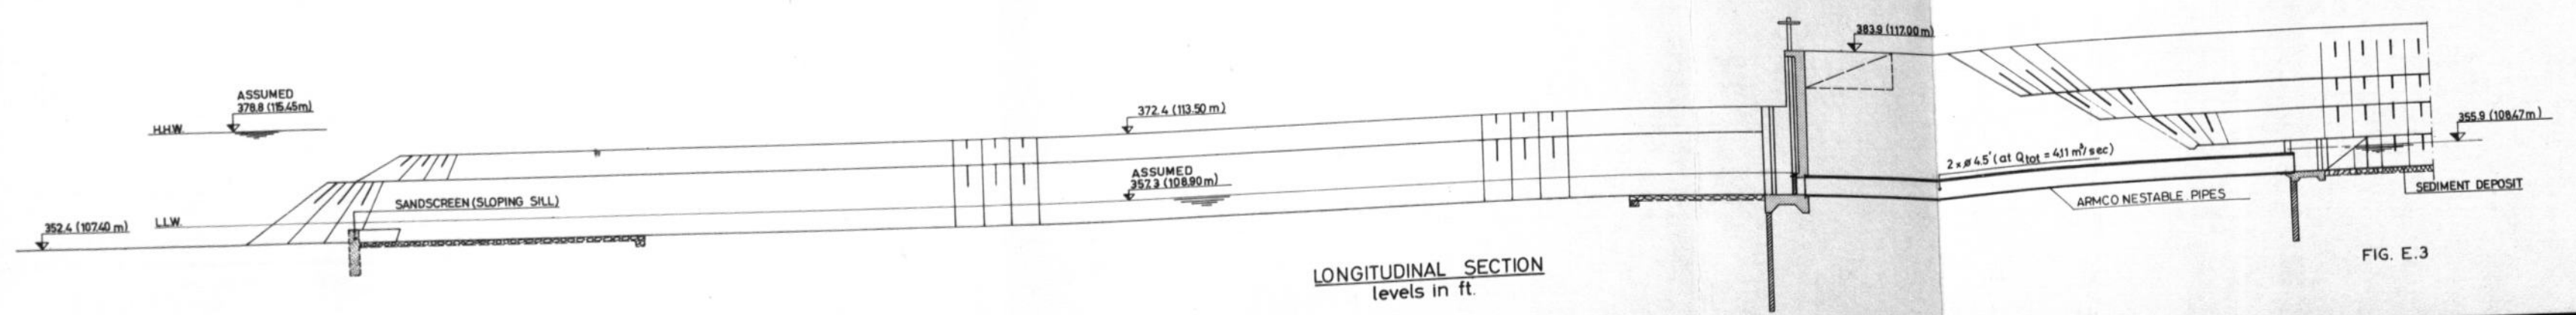 ASSUMED
378.8 (115.45m)
H.H.W.
352.4 (107.40 m)
L.L.W.
SANDSCREEN (SLOPING SILL)
372.4 (113.50 m)
ASSUMED
357.3 (108.90m)
383.9 (117.00 m)
2 x ø 4.5' (at Qtot = 4.11 m³/sec)
ARMCO NESTABLE PIPES
355.9 (108.47 m)
SEDIMENT DEPOSIT
LONGITUDINAL SECTION
levels in ft.
FIG. E.3